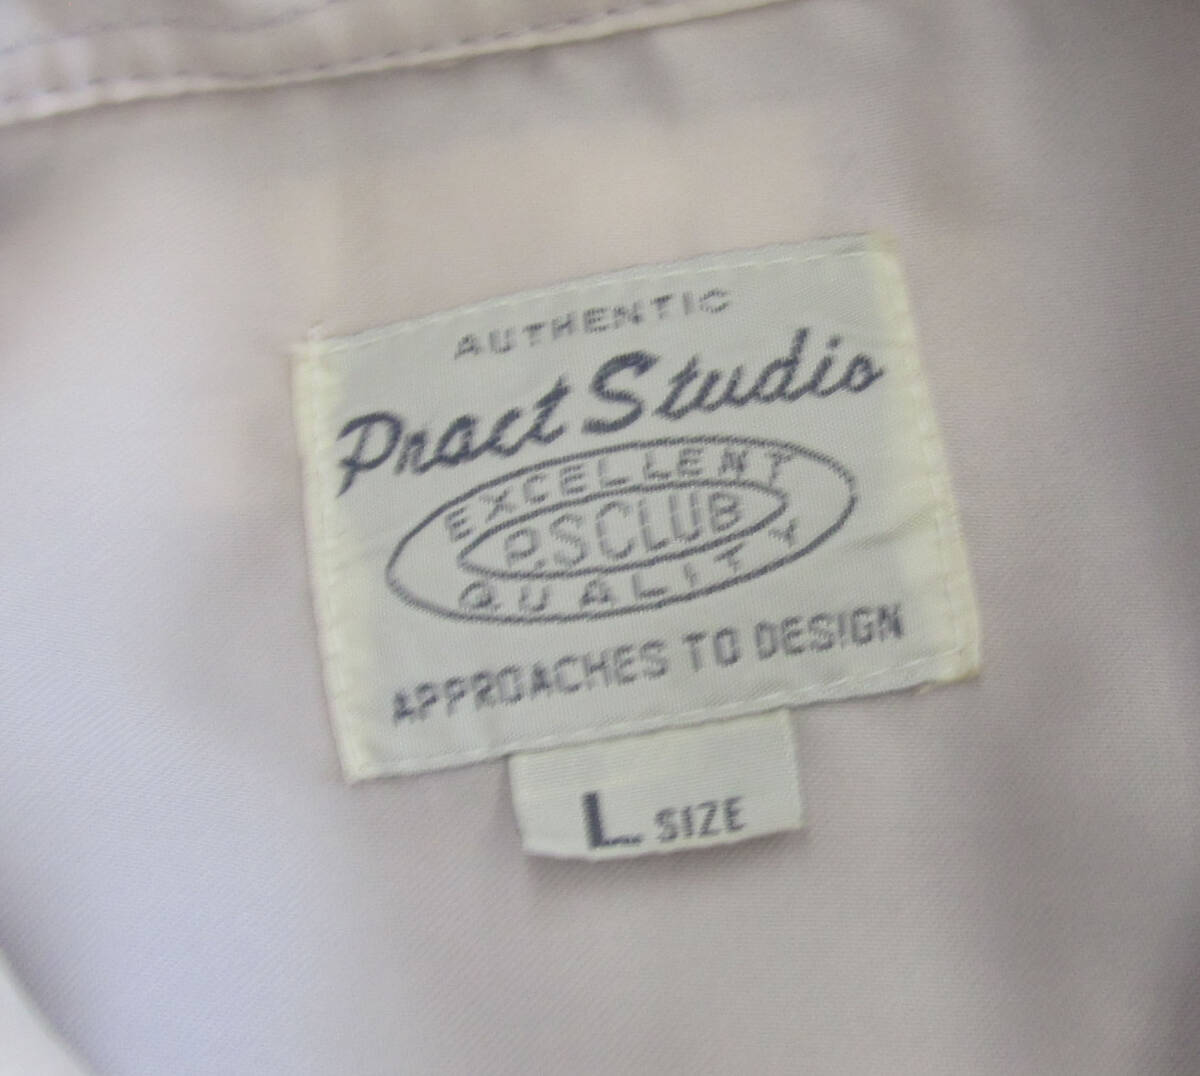 AUTHENTIC
Pract Studio
EXCELLENT
P.S CLUB
QUALITY
APPROACHES TO DESIGN
L SIZE